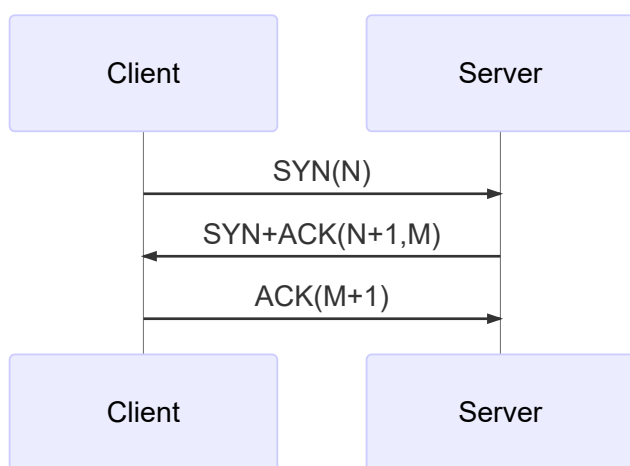 Client
Server
SYN(N)
SYN+ACK(N+1,M)
ACK(M+1)
Client
Server